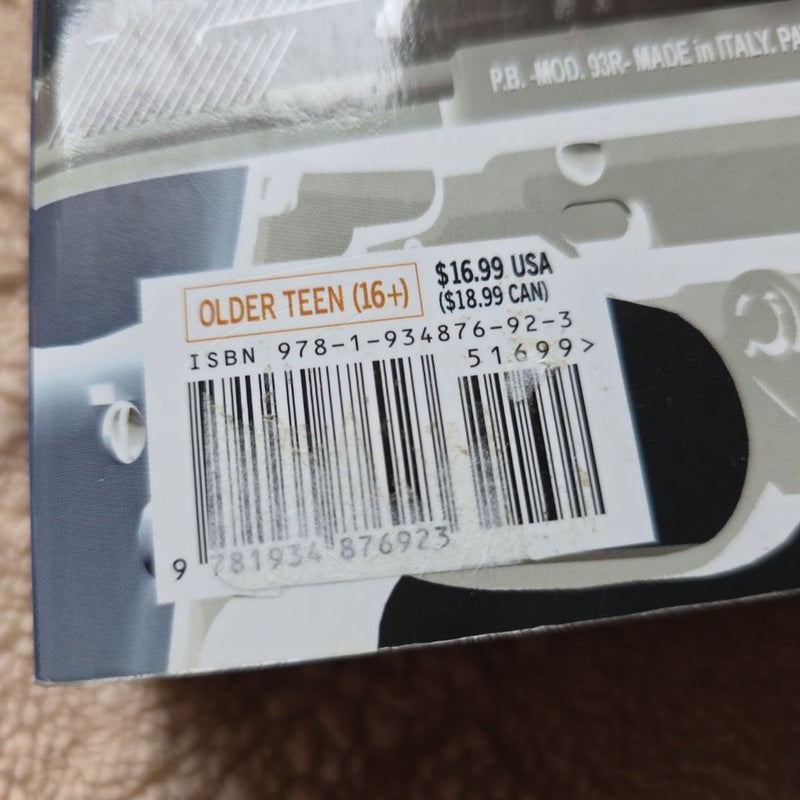 P.B. -MOD. 93R- MADE in ITALY. PA
OLDER TEEN (16+)
$16.99 USA
($18.99 CAN)
ISBN 978-1-934876-92-3
51699>
9 781934 876923